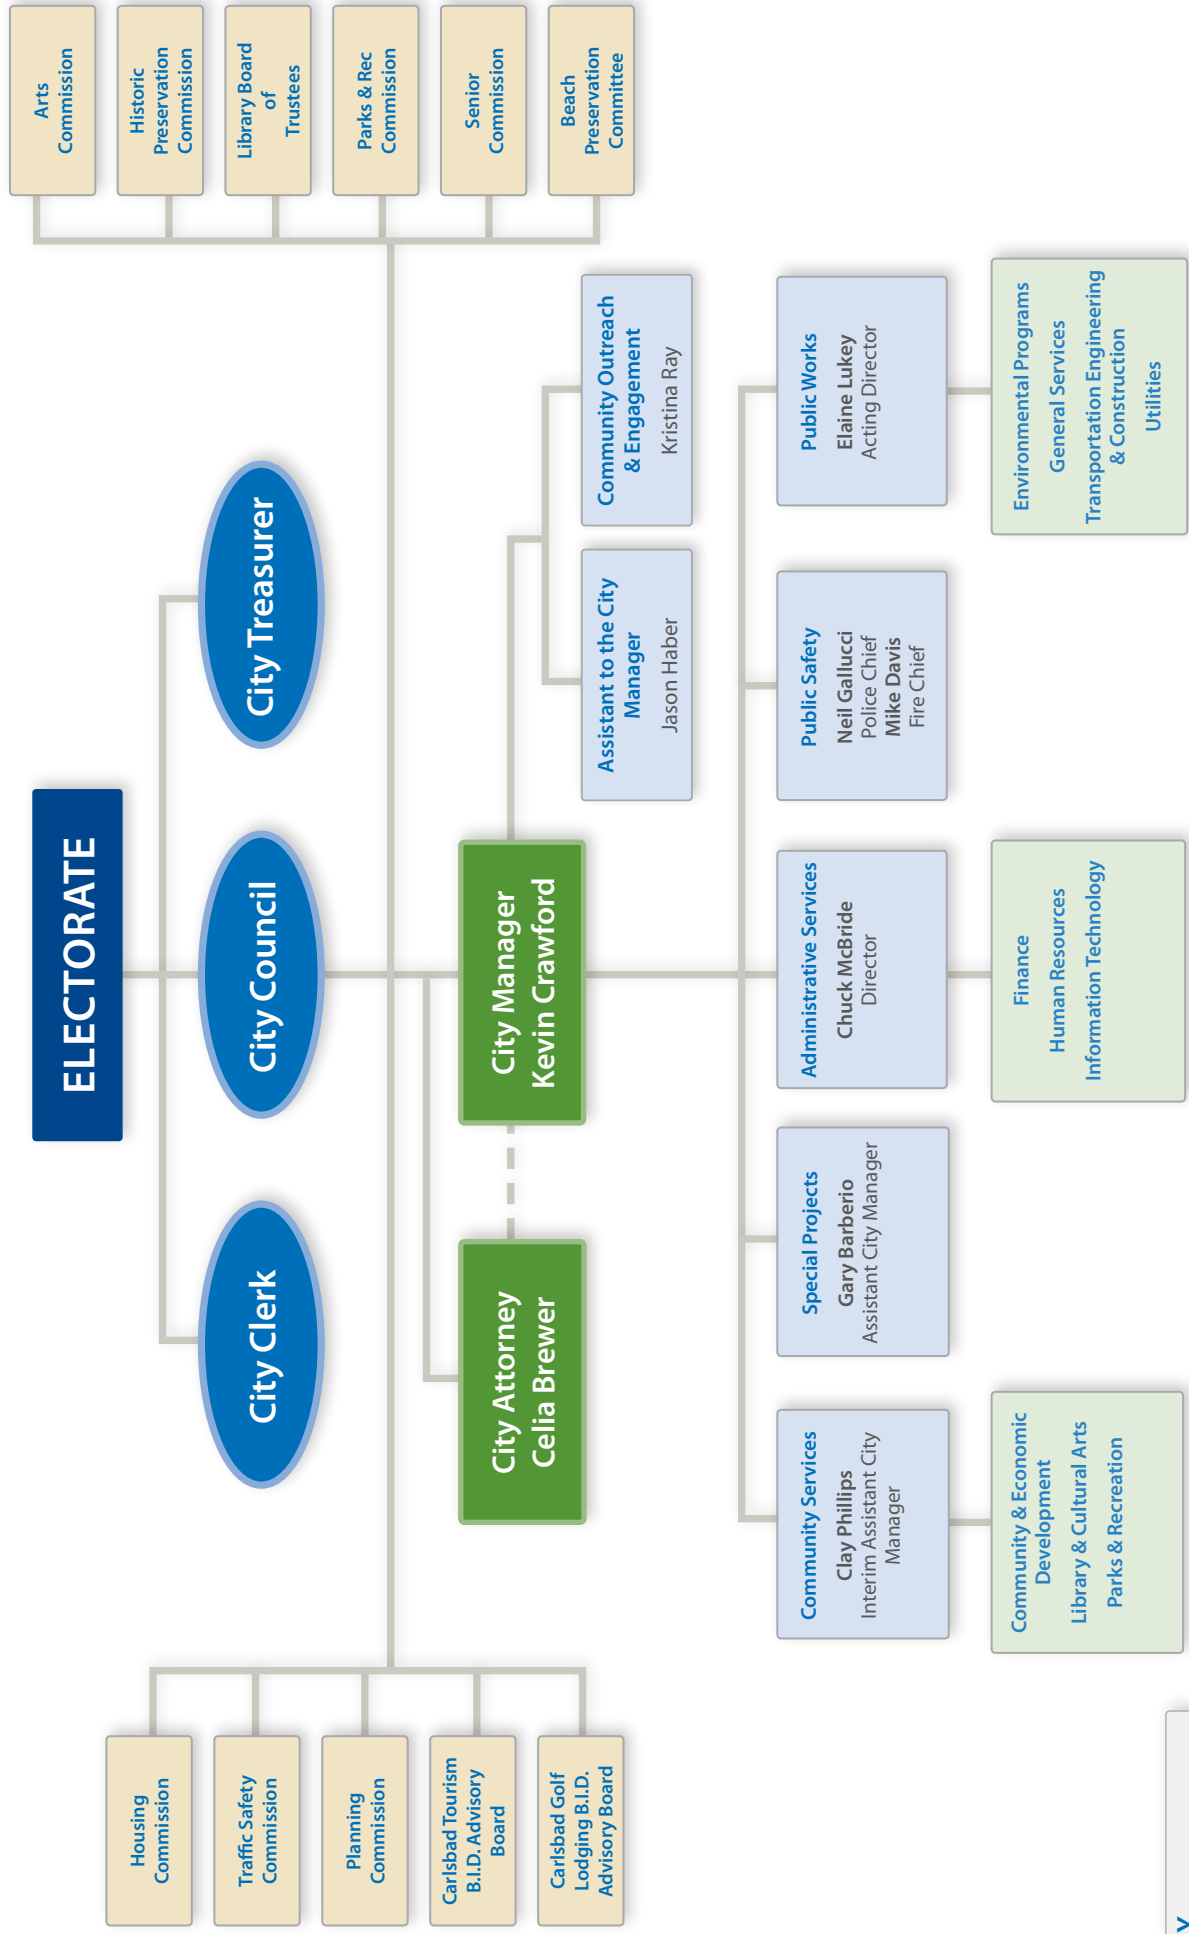 ELECTORATE
City Clerk
City Council
City Treasurer
Housing
Commission
Traffic Safety
Commission
Planning
Commission
Carlsbad Tourism
B.I.D. Advisory
Board
Carlsbad Golf
Lodging B.I.D.
Advisory Board
Arts
Commission
Historic
Preservation
Commission
Library Board
of
Trustees
Parks & Rec
Commission
Senior
Commission
Beach
Preservation
Committee
City Attorney
Celia Brewer
City Manager
Kevin Crawford
Assistant to the City
Manager
Jason Haber
Community Outreach
& Engagement
Kristina Ray
Community Services
Clay Phillips
Interim Assistant City
Manager
Special Projects
Gary Barberio
Assistant City Manager
Administrative Services
Chuck McBride
Director
Public Safety
Neil Gallucci
Police Chief
Mike Davis
Fire Chief
Public Works
Elaine Lukey
Acting Director
Community & Economic
Development
Library & Cultural Arts
Parks & Recreation
Finance
Human Resources
Information Technology
Environmental Programs
General Services
Transportation Engineering
& Construction
Utilities